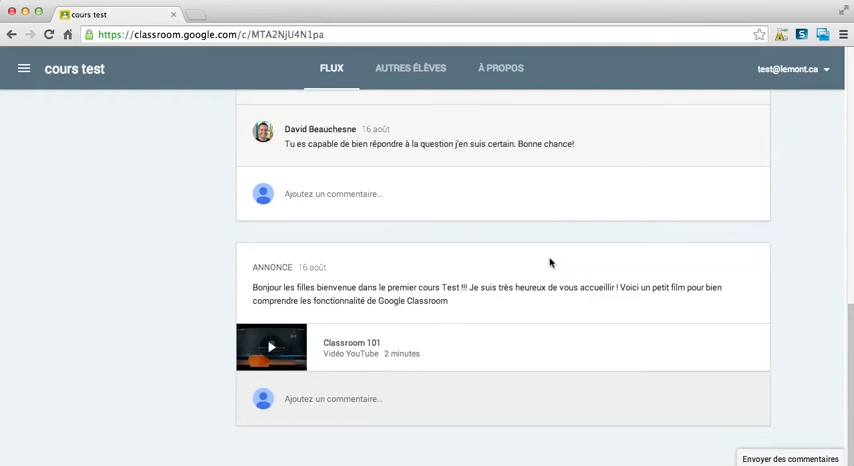 cours test
https://classroom.google.com/c/MTA2NjU4N1pa
cours test
FLUX
AUTRES ÉLÈVES
À PROPOS
test@lemont.ca
David Beauchesne 16 août
Tu es capable de bien répondre à la question j'en suis certain. Bonne chance!
Ajoutez un commentaire...
ANNONCE 16 août
Bonjour les filles bienvenue dans le premier cours Test !!! Je suis très heureux de vous accueillir ! Voici un petit film pour bien
comprendre les fonctionnalité de Google Classroom
Classroom 101
Vidéo YouTube 2 minutes
Ajoutez un commentaire...
Envoyer des commentaires